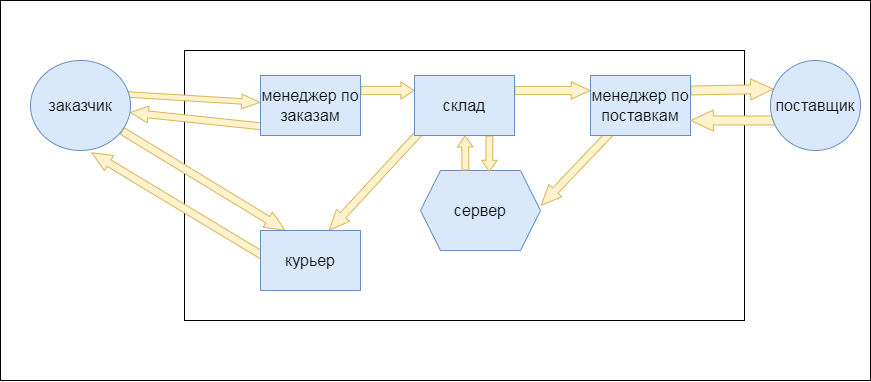 заказчик
менеджер по
заказам
склад
менеджер по
поставкам
поставщик
сервер
курьер